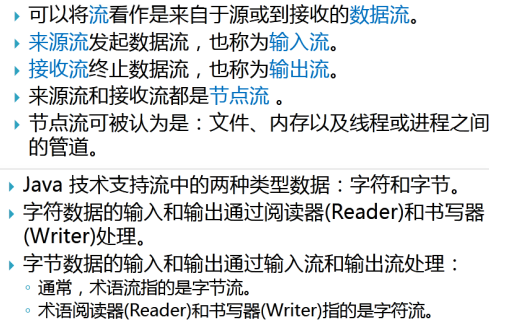 可以将流看作是来自于源或到接收的数据流。
来源流发起数据流，也称为输入流。
接收流终止数据流，也称为输出流。
来源流和接收流都是节点流 。
节点流可被认为是：文件、内存以及线程或进程之间
的管道。
Java 技术支持流中的两种类型数据：字符和字节。
字符数据的输入和输出通过阅读器(Reader)和书写器
(Writer)处理。
字节数据的输入和输出通过输入流和输出流处理：
通常，术语流指的是字节流。
术语阅读器(Reader)和书写器(Writer)指的是字符流。